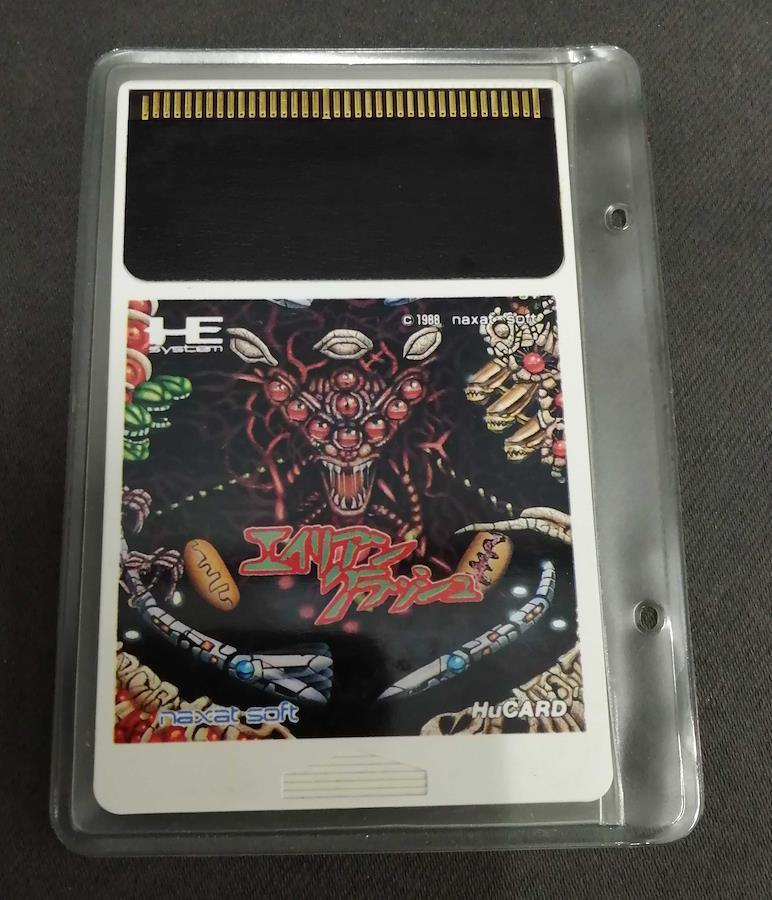 © 1988 naxat soft
HE
system
エイリアン
クラッシュ
naxat soft
HuCARD